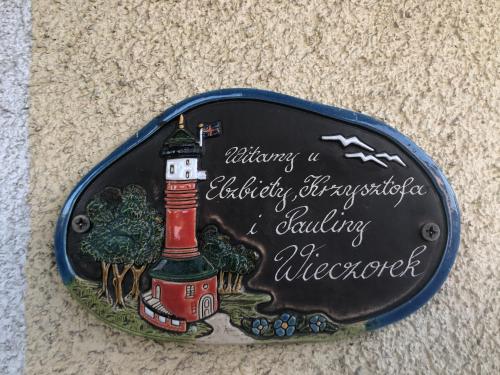 Witamy u
Elżbiety, Krzysztofa
i Pauliny
Wieczorek